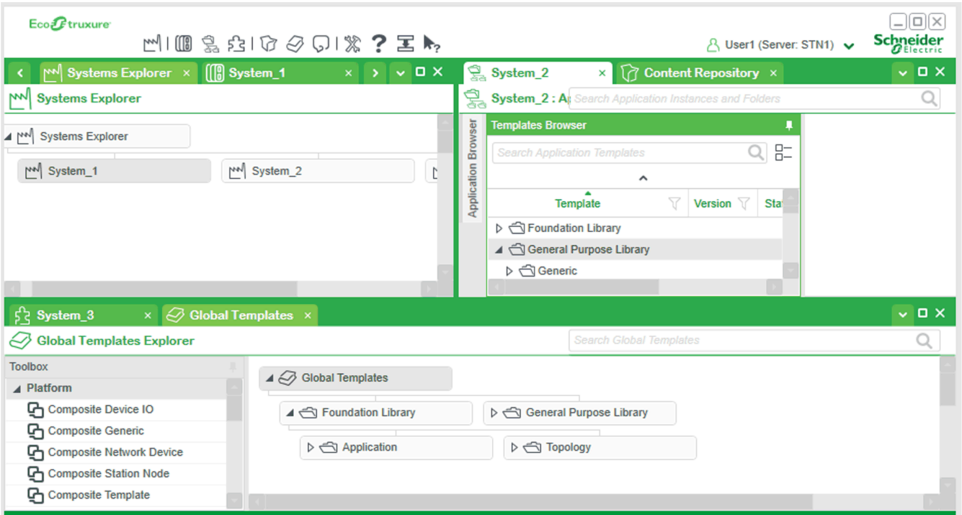 EcoStruxure
User1 (Server: STN1)
Schneider
Electric
Systems Explorer × System_1 ×
Systems Explorer
Systems Explorer
System_1 System_2
System_2 × Content Repository ×
System_2 : A Search Application Instances and Folders
Application Browser
Templates Browser
Search Application Templates
Template Version Sta
Foundation Library
General Purpose Library
Generic
System_3 × Global Templates ×
Global Templates Explorer Search Global Templates
Toolbox
Platform
Composite Device IO
Composite Generic
Composite Network Device
Composite Station Node
Composite Template
Global Templates
Foundation Library General Purpose Library
Application Topology